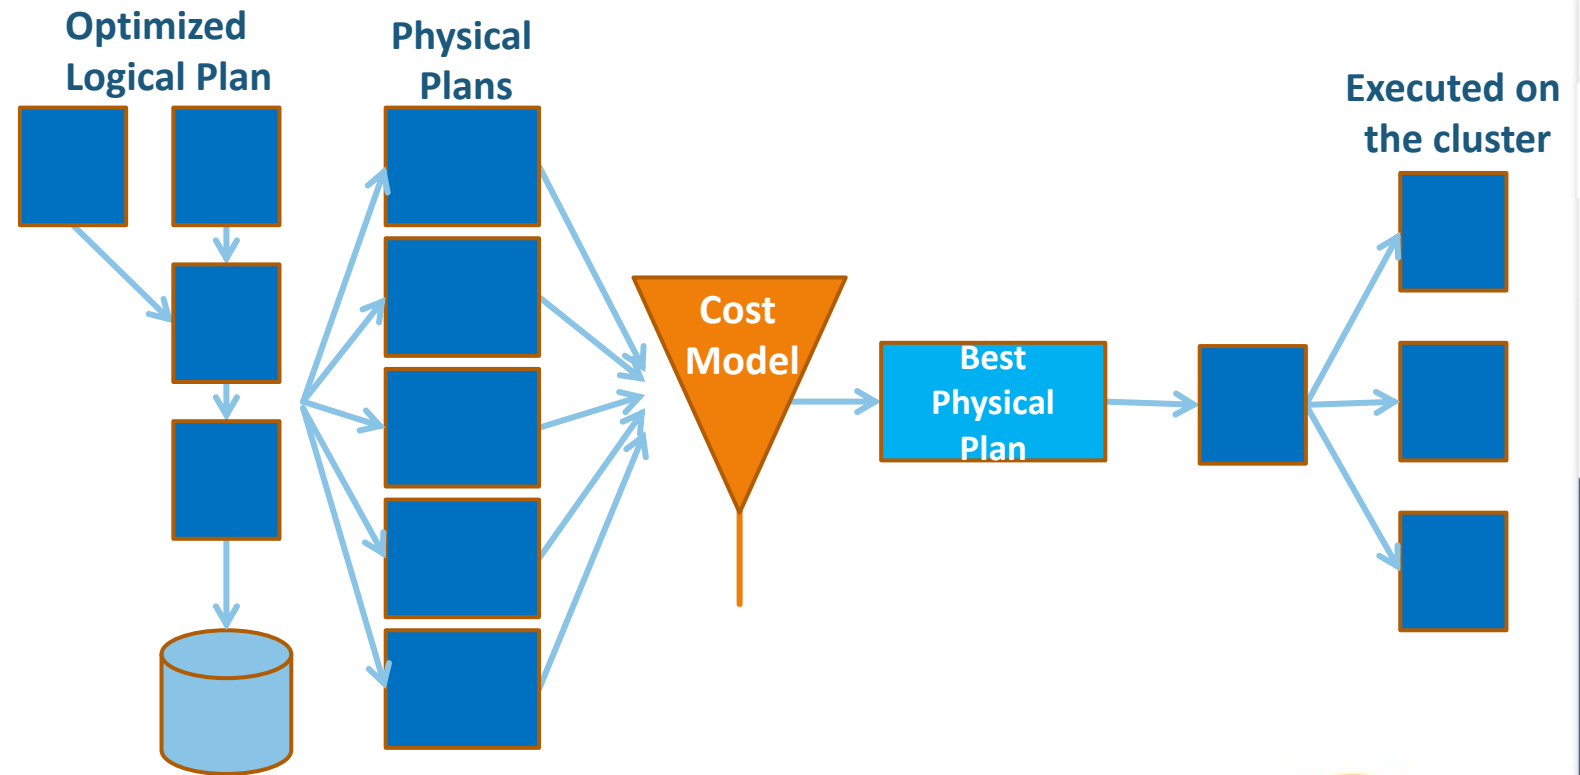 Optimized
Logical Plan
Physical
Plans
Cost
Model
Best
Physical
Plan
Executed on
the cluster